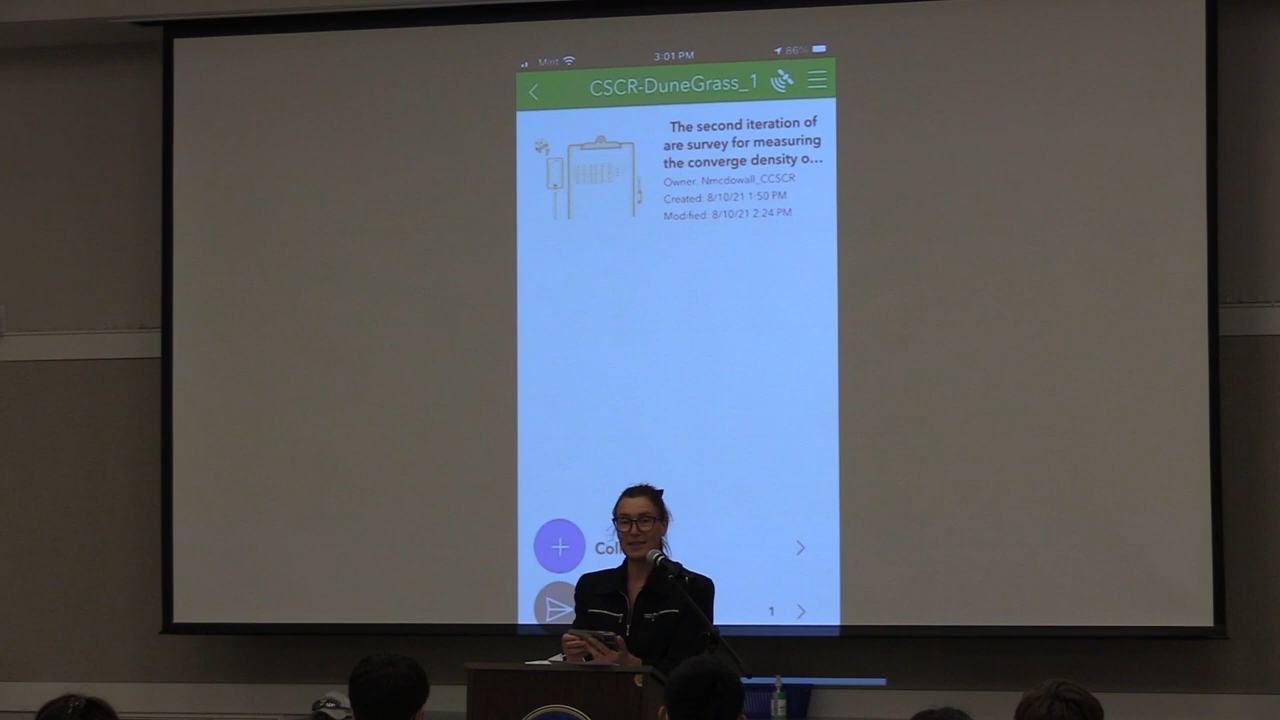 Mint 3:01 PM 86%
CSCR-DuneGrass_1
The second iteration of
are survey for measuring
the converge density o...
Owner: Nmcdowall_CCSCR
Created: 8/10/21 1:50 PM
Modified: 8/10/21 2:24 PM
Coll
1